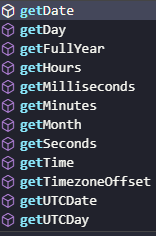 getDate
getDay
getFullYear
getHours
getMilliseconds
getMinutes
getMonth
getSeconds
getTime
getTimezoneOffset
getUTCDate
getUTCDay